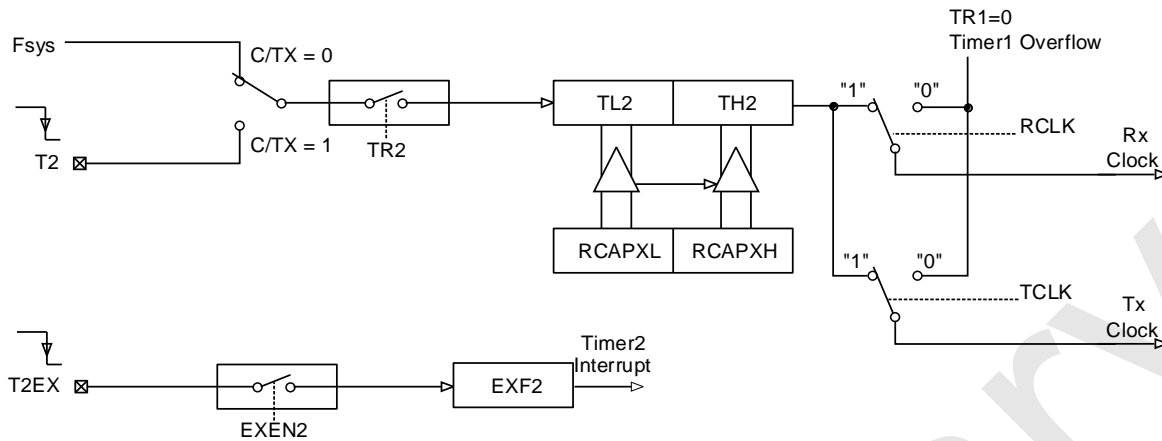 TR1=0
Timer1 Overflow
Fsys
C/TX = 0
C/TX = 1
T2
TR2
TL2
TH2
"1"
"0"
RCLK
Rx
Clock
RCAPXL
RCAPXH
"1"
"0"
TCLK
Tx
Clock
T2EX
EXEN2
EXF2
Timer2
Interrupt